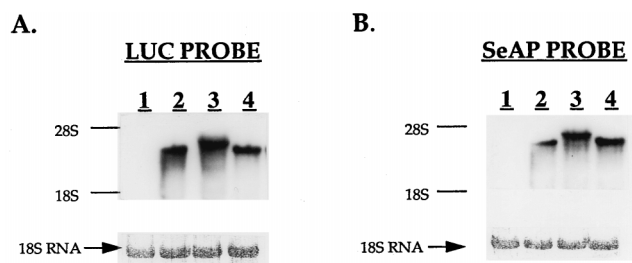 A.
LUC PROBE
1 2 3 4
28S
18S
18S RNA
B.
SeAP PROBE
1 2 3 4
28S
18S
18S RNA